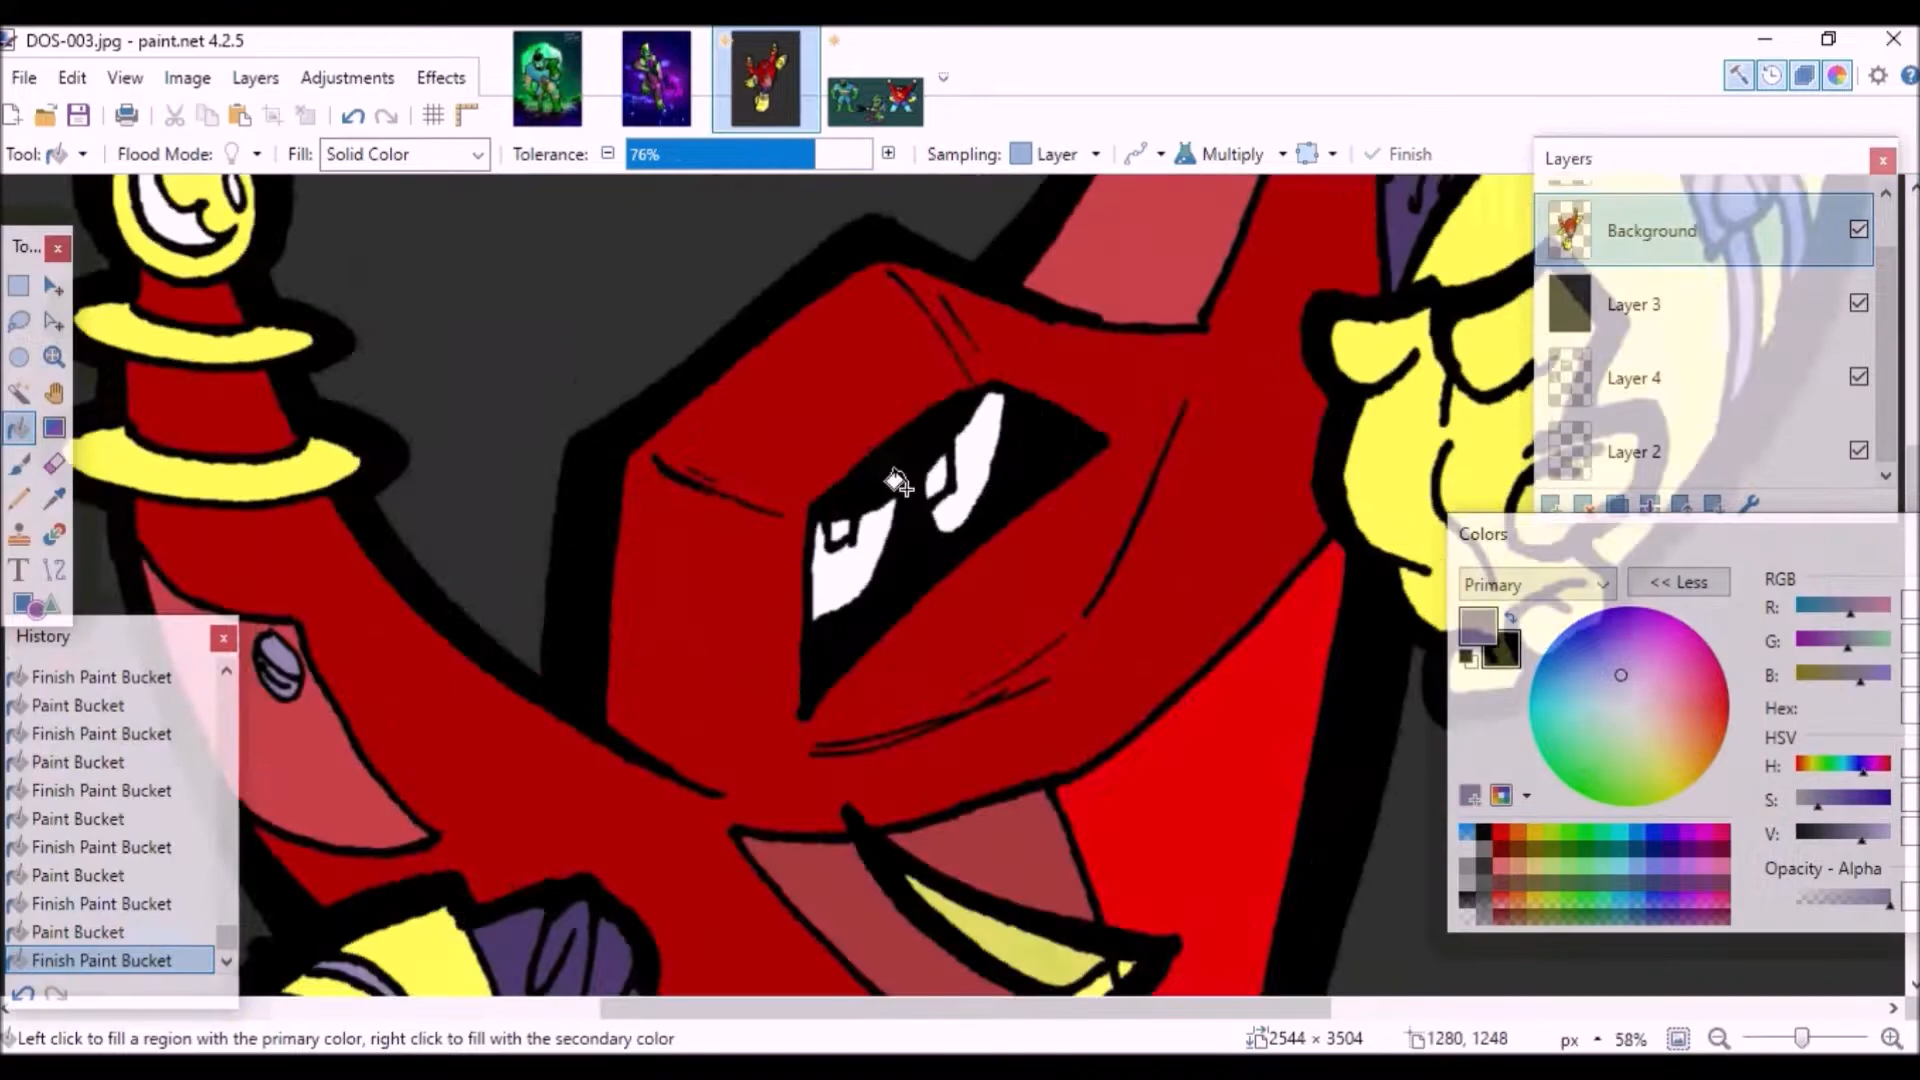 DOS-003.jpg - paint.net 4.2.5
File Edit View Image Layers Adjustments Effects
Tool: Flood Mode: Fill: Solid Color Tolerance: 76% Sampling: Layer Multiply Finish
Layers
Background
Layer 3
Layer 4
Layer 2
To...
History
Finish Paint Bucket
Paint Bucket
Finish Paint Bucket
Paint Bucket
Finish Paint Bucket
Paint Bucket
Finish Paint Bucket
Paint Bucket
Finish Paint Bucket
Paint Bucket
Finish Paint Bucket
Colors
Primary << Less
RGB
R:
G:
B:
Hex:
HSV
H:
S:
V:
Opacity - Alpha
Left click to fill a region with the primary color, right click to fill with the secondary color 2544 × 3504 1280, 1248 px 58%